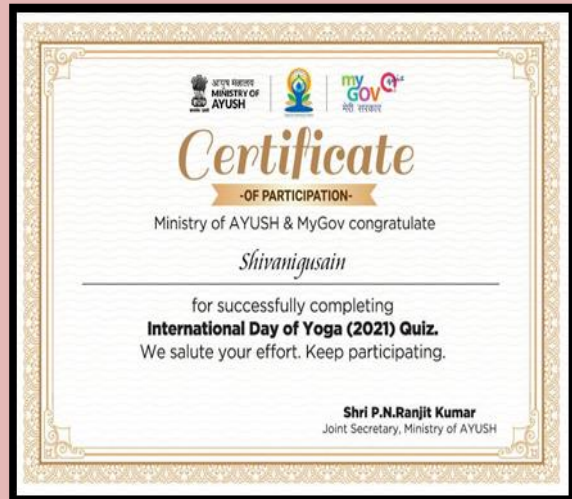 आयुष मंत्रालय
MINISTRY OF
AYUSH
my
GOV
मेरी सरकार
Certificate
-OF PARTICIPATION-
Ministry of AYUSH & MyGov congratulate
Shivanigusain
for successfully completing
International Day of Yoga (2021) Quiz.
We salute your effort. Keep participating.
Shri P.N.Ranjit Kumar
Joint Secretary, Ministry of AYUSH